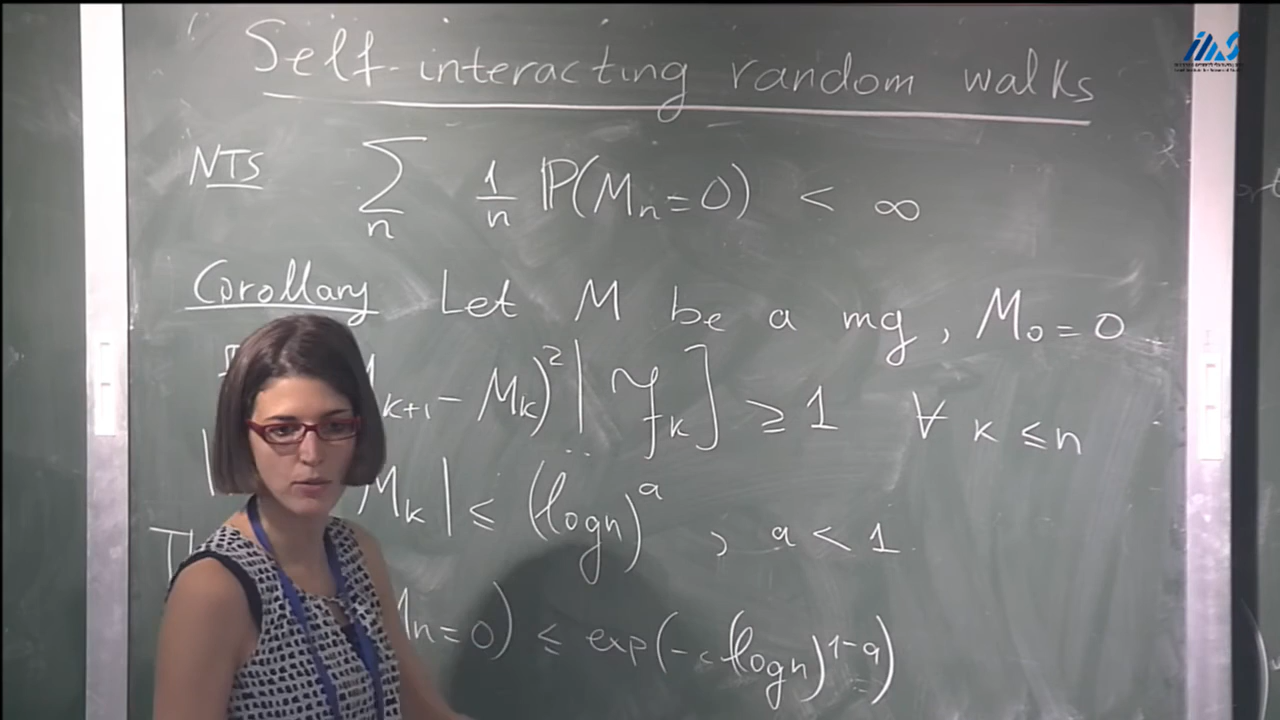 Self-interacting random walks
NTS ∑_n 1/n ℙ(M_n=0) < ∞
Corollary Let M be a mg, M_0=0
_{k+1} - M_k)^2 | ℱ_k] ≥ 1 ∀ k ≤ n
M_k| ≤ (log n)^a , a < 1.
n=0) ≤ exp(-c(log n)^{1-a})